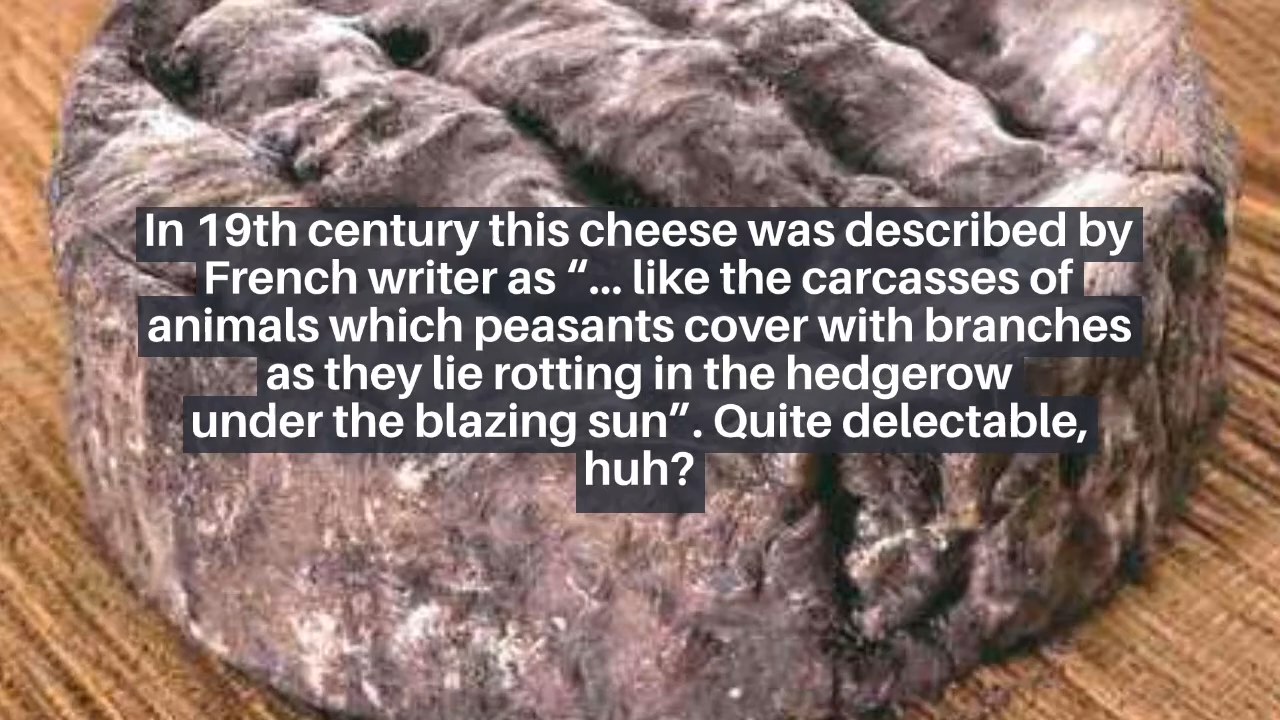 In 19th century this cheese was described by
French writer as “... like the carcasses of
animals which peasants cover with branches
as they lie rotting in the hedgerow
under the blazing sun”. Quite delectable,
huh?